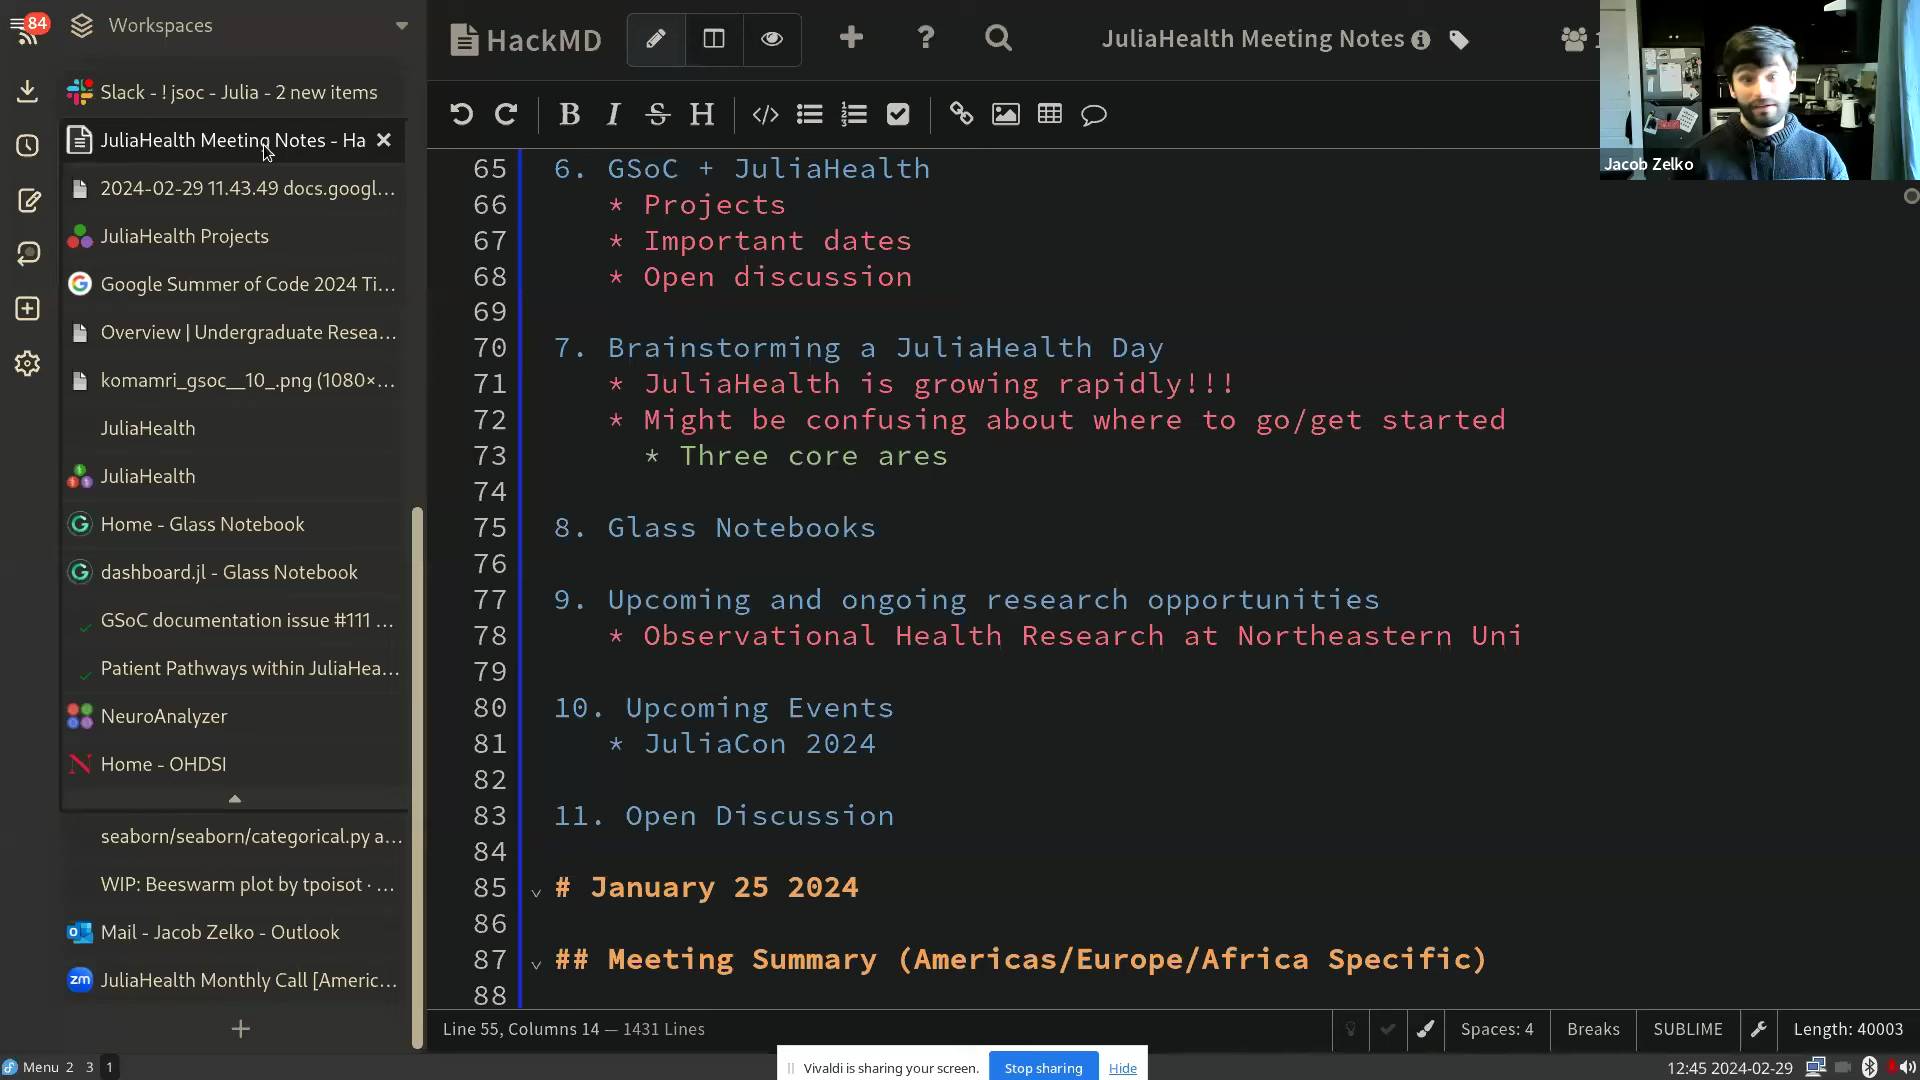 84
Workspaces
Slack - ! jsoc - Julia - 2 new items
JuliaHealth Meeting Notes - Ha
2024-02-29 11.43.49 docs.googl...
JuliaHealth Projects
Google Summer of Code 2024 Ti...
Overview | Undergraduate Resea...
komamri_gsoc__10_.png (1080×...
JuliaHealth
JuliaHealth
Home - Glass Notebook
dashboard.jl - Glass Notebook
GSoC documentation issue #111 ...
Patient Pathways within JuliaHea...
NeuroAnalyzer
Home - OHDSI
seaborn/seaborn/categorical.py a...
WIP: Beeswarm plot by tpoisot · ...
Mail - Jacob Zelko - Outlook
zm JuliaHealth Monthly Call [Americ...
HackMD
JuliaHealth Meeting Notes
Jacob Zelko
B I S H
65 6. GSoC + JuliaHealth
66 * Projects
67 * Important dates
68 * Open discussion
69
70 7. Brainstorming a JuliaHealth Day
71 * JuliaHealth is growing rapidly!!!
72 * Might be confusing about where to go/get started
73 * Three core ares
74
75 8. Glass Notebooks
76
77 9. Upcoming and ongoing research opportunities
78 * Observational Health Research at Northeastern Uni
79
80 10. Upcoming Events
81 * JuliaCon 2024
82
83 11. Open Discussion
84
85 # January 25 2024
86
87 ## Meeting Summary (Americas/Europe/Africa Specific)
88
Line 55, Columns 14 — 1431 Lines
Spaces: 4 Breaks SUBLIME Length: 40003
Menu 2 3 1
Vivaldi is sharing your screen. Stop sharing Hide
12:45 2024-02-29